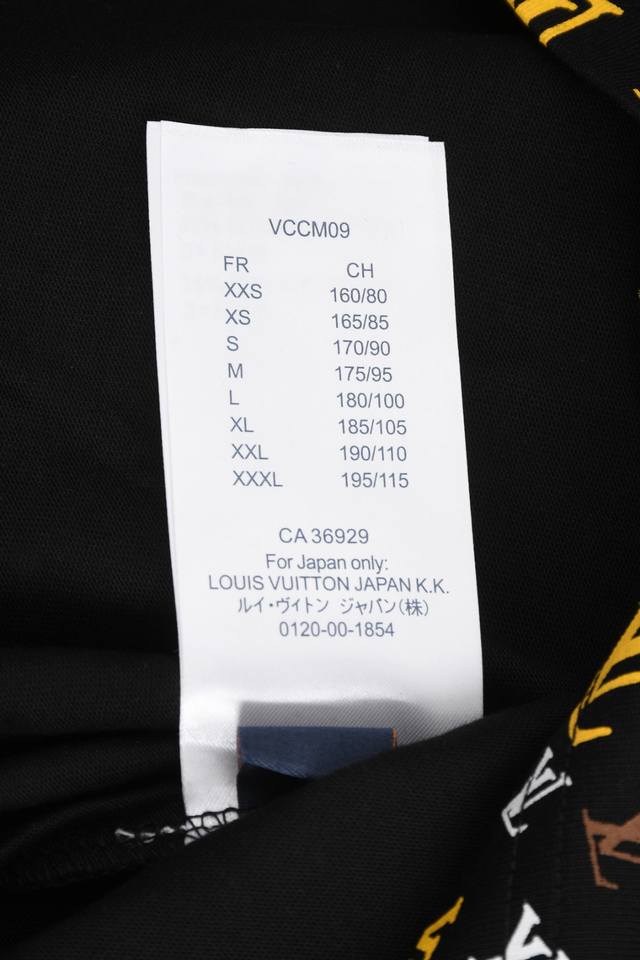 VCCM09
FR CH
XXS 160/80
XS 165/85
S 170/90
M 175/95
L 180/100
XL 185/105
XXL 190/110
XXXL 195/115
CA 36929
For Japan only:
LOUIS VUITTON JAPAN K.K.
ルイ・ヴィトン ジャパン(株)
0120-00-1854